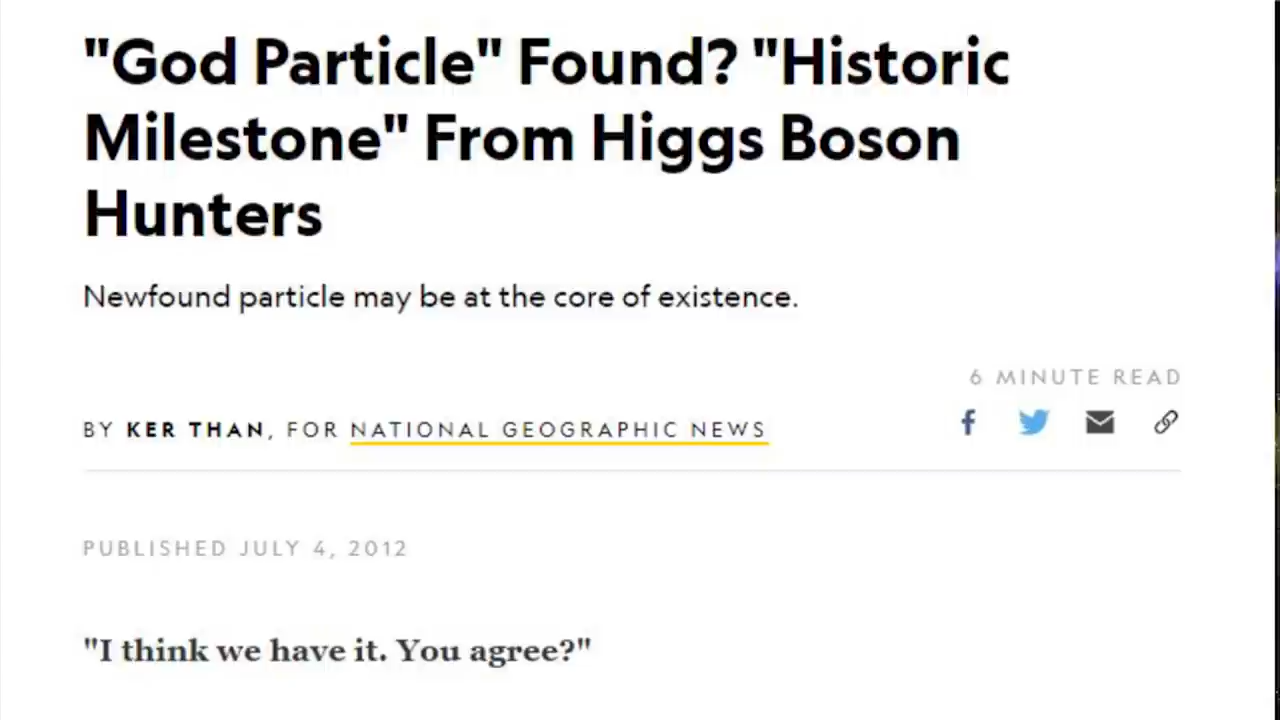 "God Particle" Found? "Historic
Milestone" From Higgs Boson
Hunters
Newfound particle may be at the core of existence.
6 MINUTE READ
BY KER THAN, FOR NATIONAL GEOGRAPHIC NEWS
PUBLISHED JULY 4, 2012
"I think we have it. You agree?"